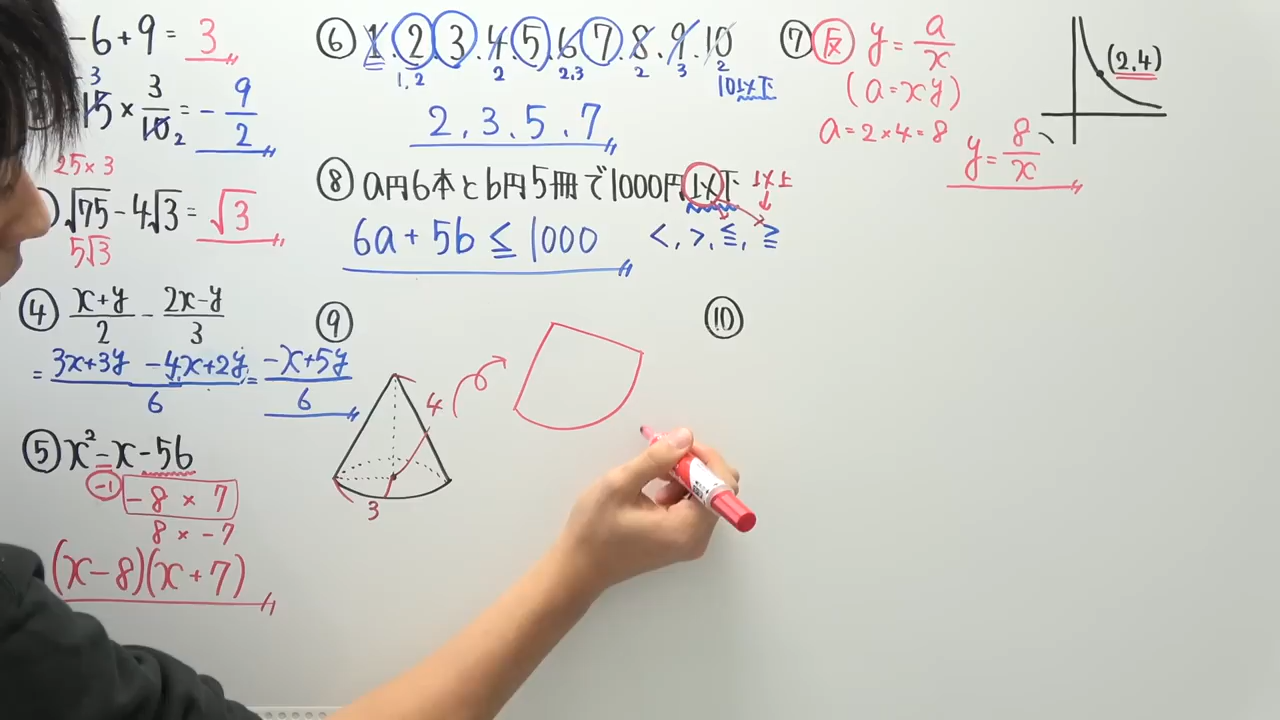 -6+9= 3
3
15 × 3/10 = - 9/2
2
25×3
√75-4√3= √3
5√3
④ x+y/2 - 2x-y/3
= 3x+3y -4x+2y/6 = -x+5y/6
⑤ x²-x-56
-1 -8 × 7
8 × -7
(x-8)(x+7)
⑥ 1.2.3.4.5.6.7.8.9.10
1,2 2 2,3 2 3 2
10以下
2,3,5,7
⑧ a円6本とb円5冊で1000円以下 以上
6a+5b≦1000 <,>,≦,≧
⑨
4
3
⑦ 反 y= a/x
(a=xy)
a=2×4=8
y= 8/x
(2,4)
⑩